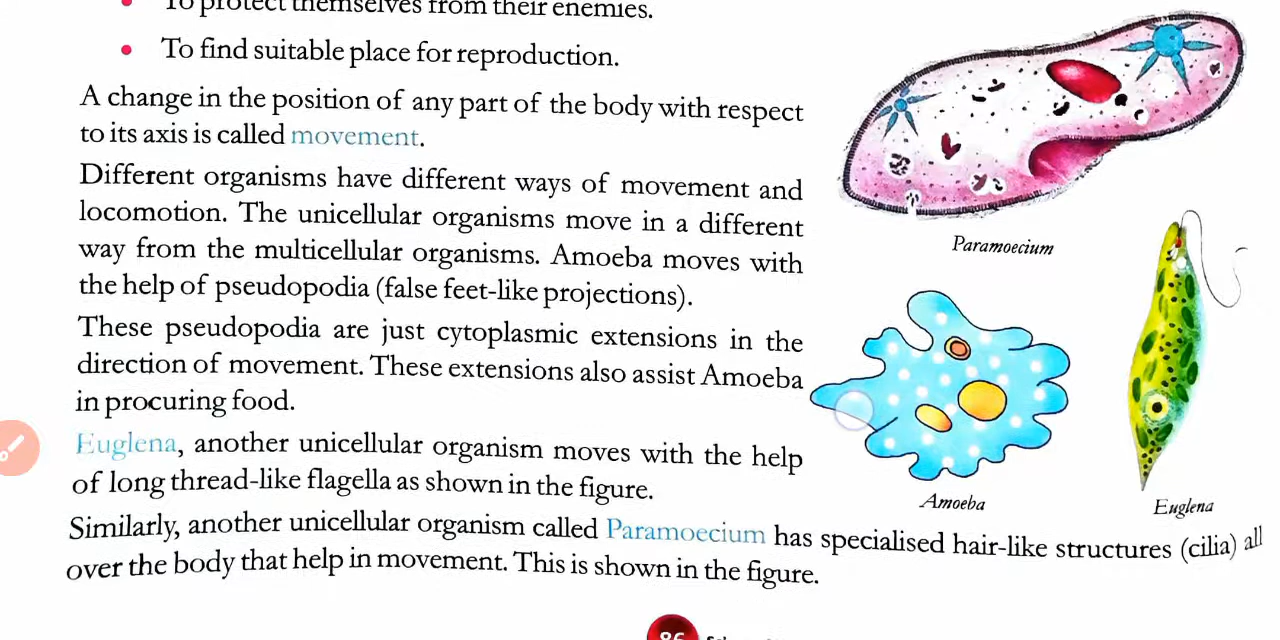 To protect themselves from their enemies.
To find suitable place for reproduction.
A change in the position of any part of the body with respect
to its axis is called movement.
Different organisms have different ways of movement and
locomotion. The unicellular organisms move in a different
way from the multicellular organisms. Amoeba moves with
the help of pseudopodia (false feet-like projections).
These pseudopodia are just cytoplasmic extensions in the
direction of movement. These extensions also assist Amoeba
in procuring food.
Euglena, another unicellular organism moves with the help
of long thread-like flagella as shown in the figure.
Similarly, another unicellular organism called Paramoecium has specialised hair-like structures (cilia) all
over the body that help in movement. This is shown in the figure.
Paramoecium
Amoeba
Euglena
86